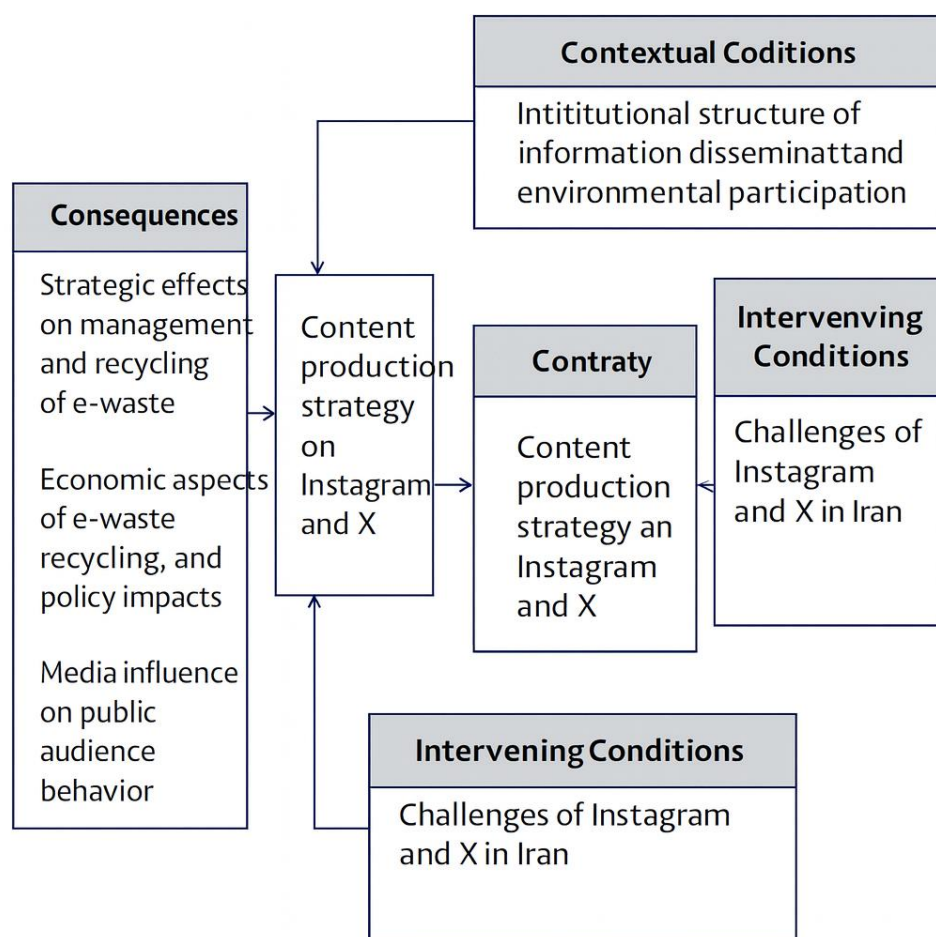 Contextual Coditions
Intititutional structure of
information disseminattand
environmental participation
Consequences
Strategic effects
on management
and recycling
of e-waste
Economic aspects
of e-waste
recycling, and
policy impacts
Media influence
on public
audience
behavior
Content
production
strategy
on
Instagram
and X
Contraty
Content
production
strategy an
Instagram
and X
Intervenving
Conditions
Challenges of
Instagram
and X in Iran
Intervening Conditions
Challenges of Instagram
and X in Iran